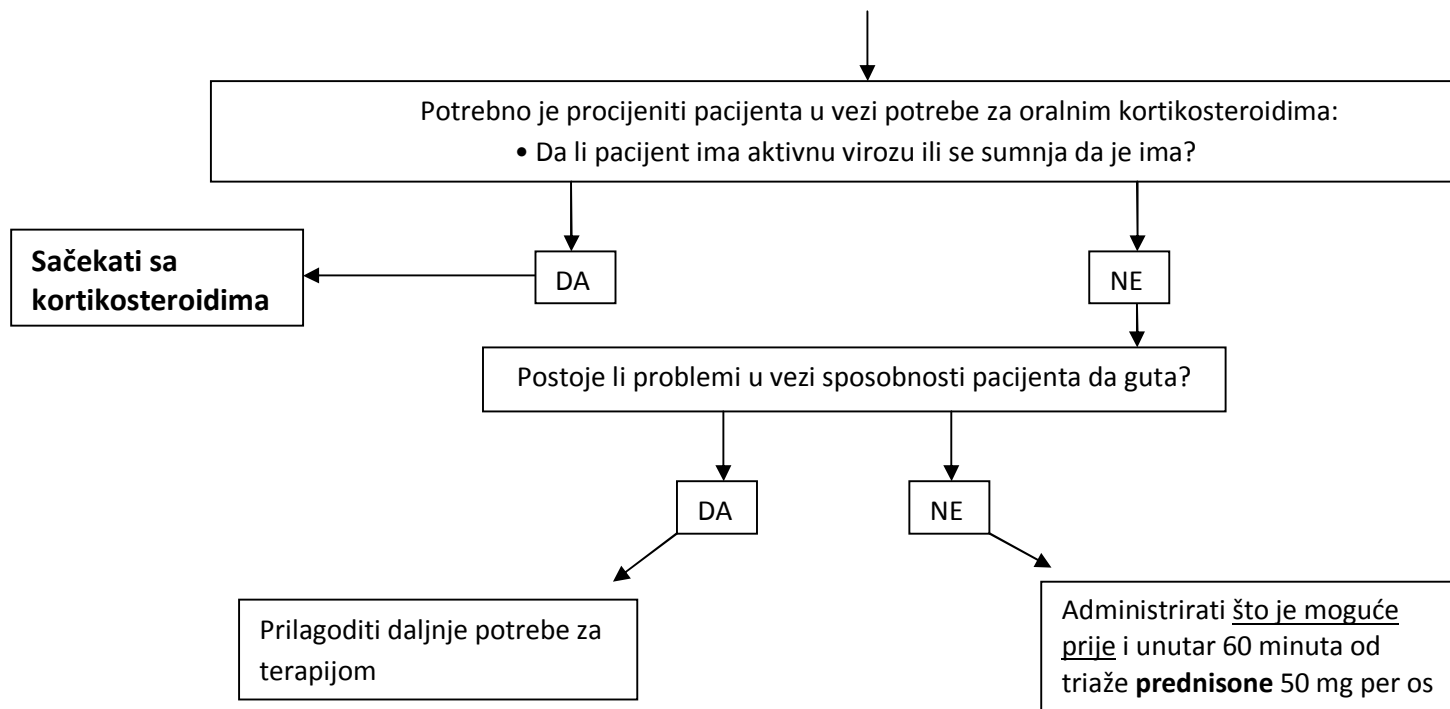 Potrebno je procijeniti pacijenta u vezi potrebe za oralnim kortikosteroidima:
• Da li pacijent ima aktivnu virozu ili se sumnja da je ima?
Sačekati sa
kortikosteroidima
DA
NE
Postoje li problemi u vezi sposobnosti pacijenta da guta?
DA
NE
Prilagoditi daljnje potrebe za
terapijom
Administrirati što je moguće
prije i unutar 60 minuta od
triaže prednisone 50 mg per os